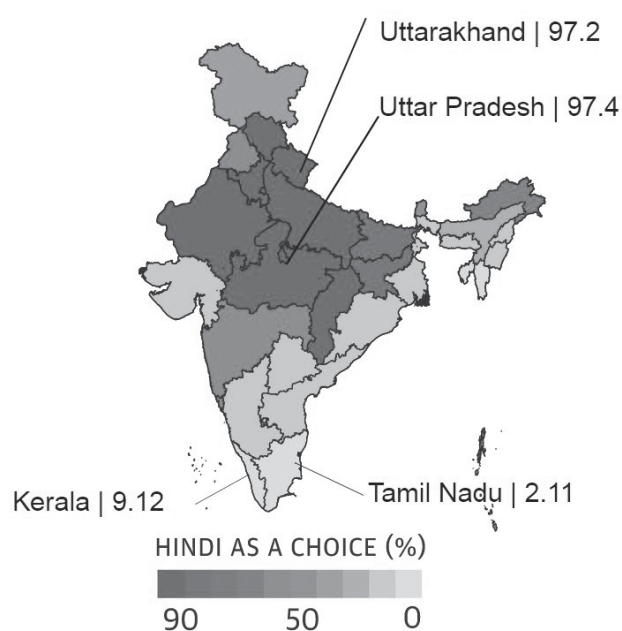 Uttarakhand | 97.2
Uttar Pradesh | 97.4
Kerala | 9.12
Tamil Nadu | 2.11
HINDI AS A CHOICE (%)
90 50 0